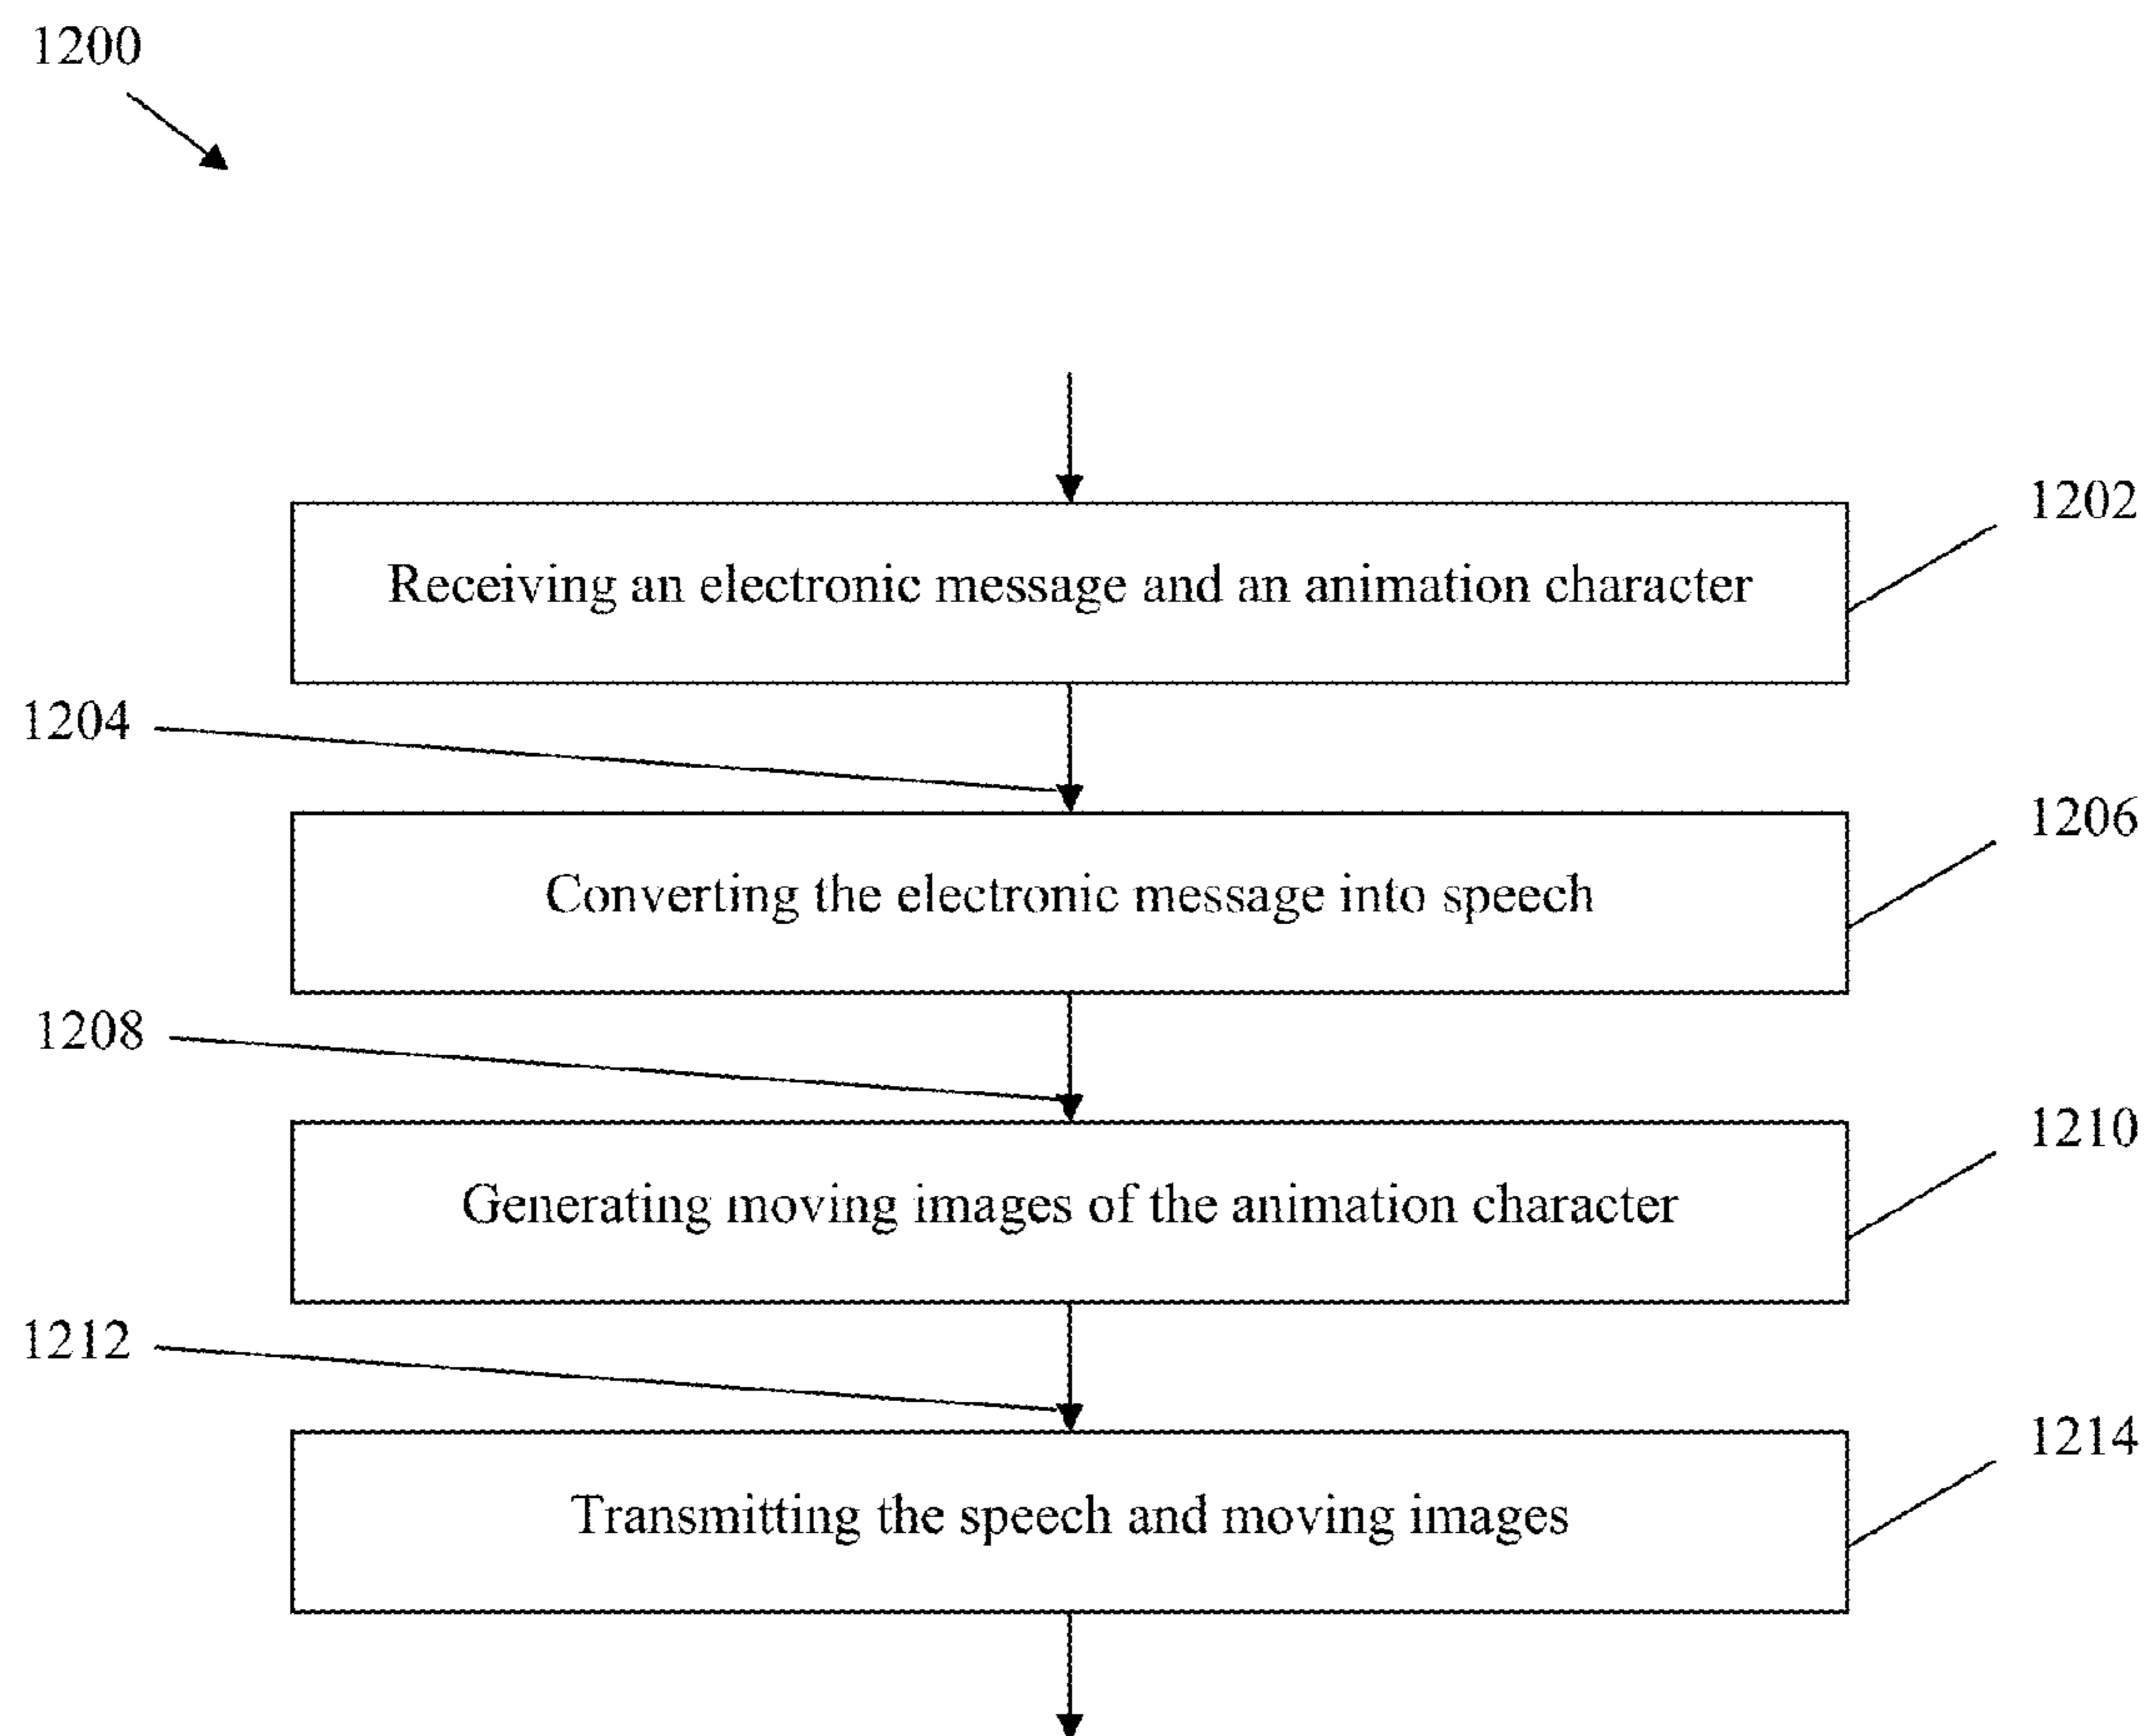 1200
1202
Receiving an electronic message and an animation character
1204
1206
Converting the electronic message into speech
1208
1210
Generating moving images of the animation character
1212
1214
Transmitting the speech and moving images